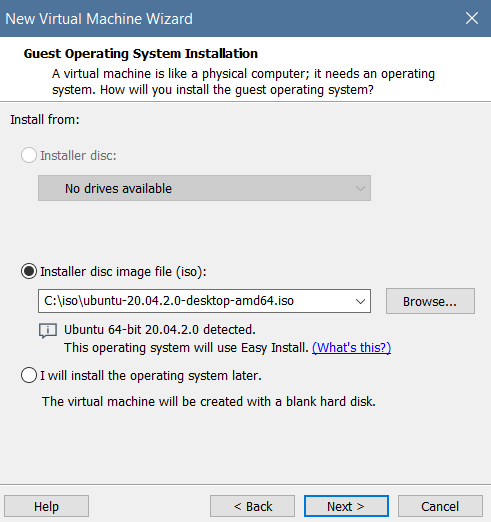 New Virtual Machine Wizard
Guest Operating System Installation
A virtual machine is like a physical computer; it needs an operating
system. How will you install the guest operating system?
Install from:
Installer disc:
No drives available
Installer disc image file (iso):
C:\iso\ubuntu-20.04.2.0-desktop-amd64.iso
Browse...
Ubuntu 64-bit 20.04.2.0 detected.
This operating system will use Easy Install. (What's this?)
I will install the operating system later.
The virtual machine will be created with a blank hard disk.
Help
< Back
Next >
Cancel